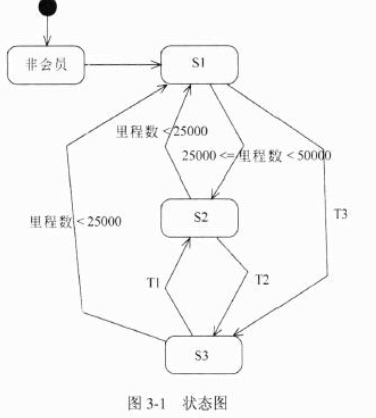 非会员
S1
里程数 < 25000
25000 <= 里程数 < 50000
S2
里程数 < 25000
T3
T1
T2
S3
图 3-1 状态图